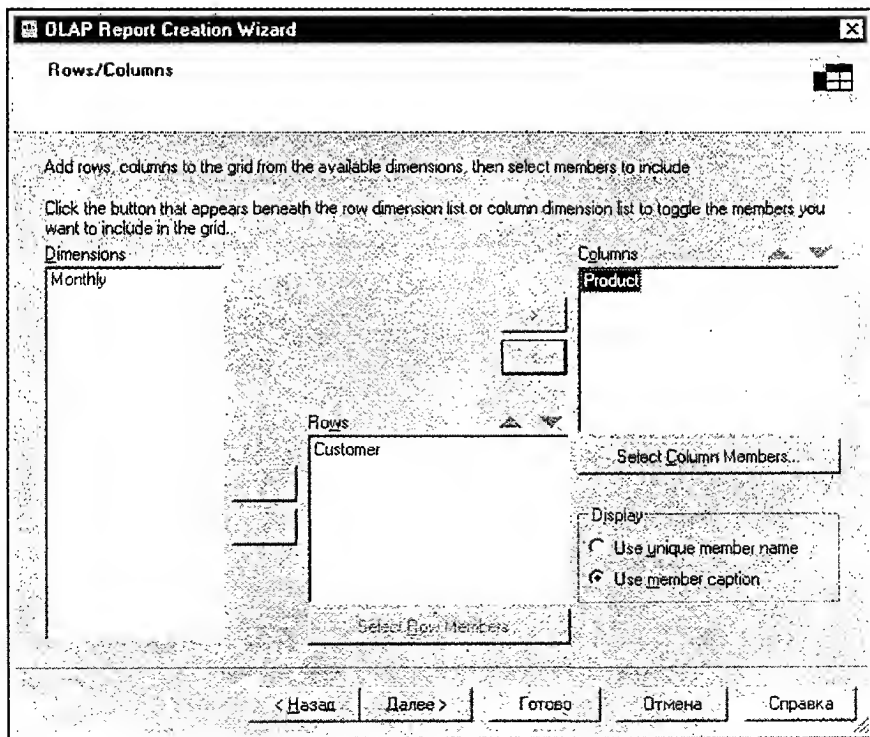 OLAP Report Creation Wizard
Rows/Columns
Add rows, columns to the grid from the available dimensions, then select members to include
Click the button that appears beneath the row dimension list or column dimension list to toggle the members you
want to include in the grid.
Dimensions
Monthly
Columns
Product
>
Rows
Customer
Select Column Members...
Display
Use unique member name
Use member caption
Select Row Members
< Назад
Далее >
Готово
Отмена
Справка